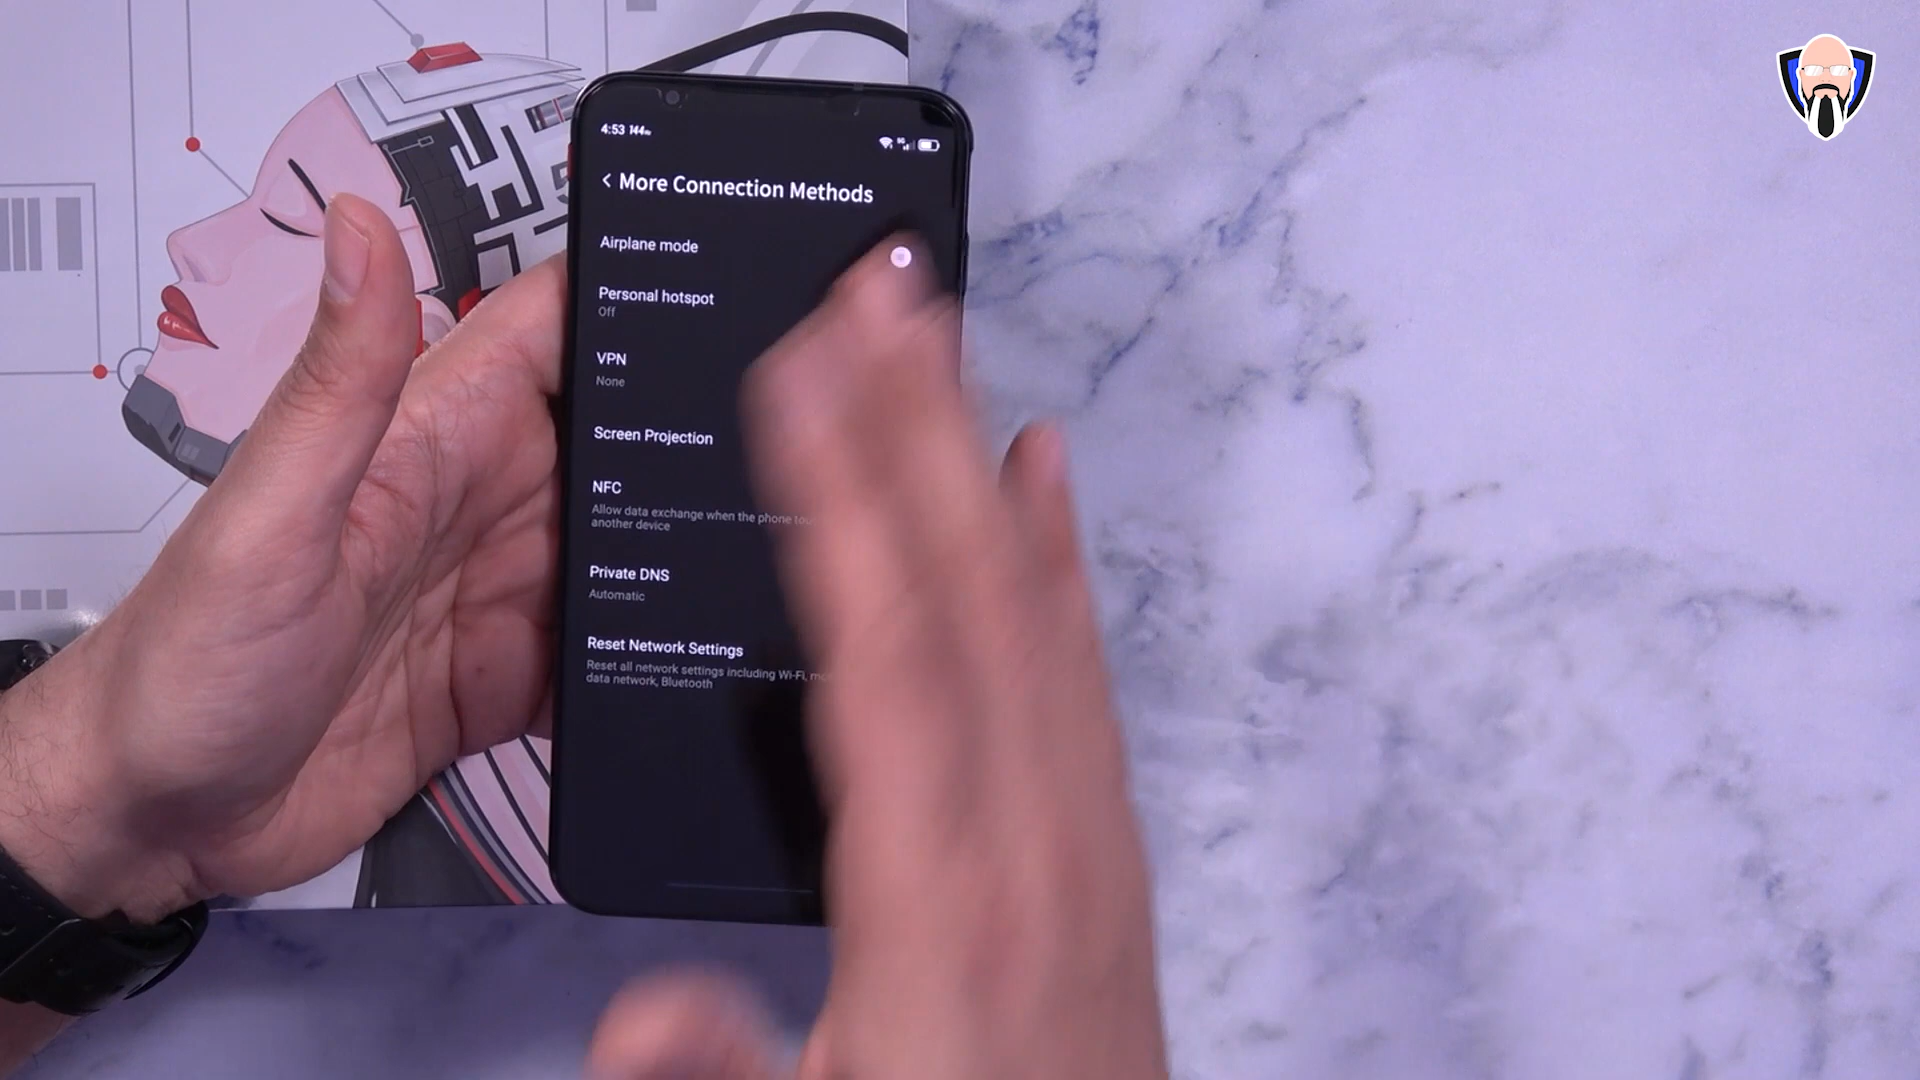 4:53 144
More Connection Methods
Airplane mode
Personal hotspot
Off
VPN
None
Screen Projection
NFC
Allow data exchange when the phone
another device
Private DNS
Automatic
Reset Network Settings
Reset all network settings including Wi-Fi,
data network, Bluetooth